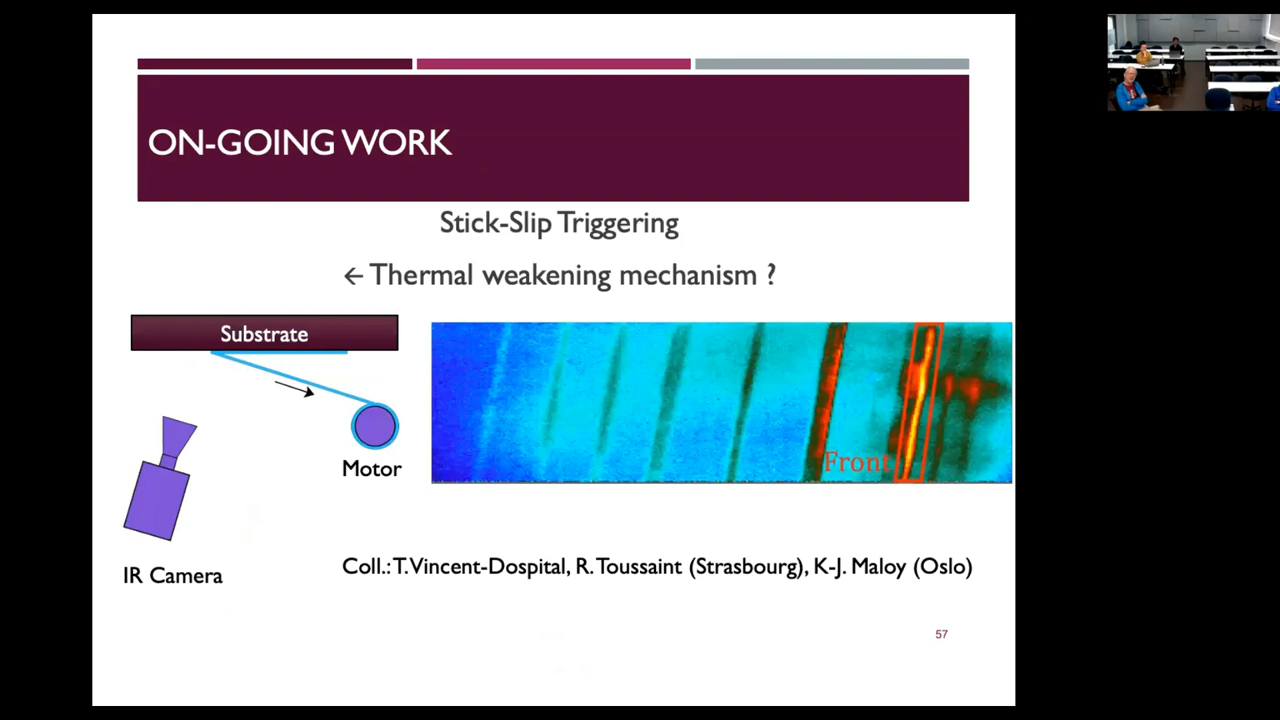 ON-GOING WORK
Stick-Slip Triggering
← Thermal weakening mechanism ?
Substrate
Motor
Front
IR Camera
Coll.: T. Vincent-Dospital, R. Toussaint (Strasbourg), K-J. Maloy (Oslo)
57